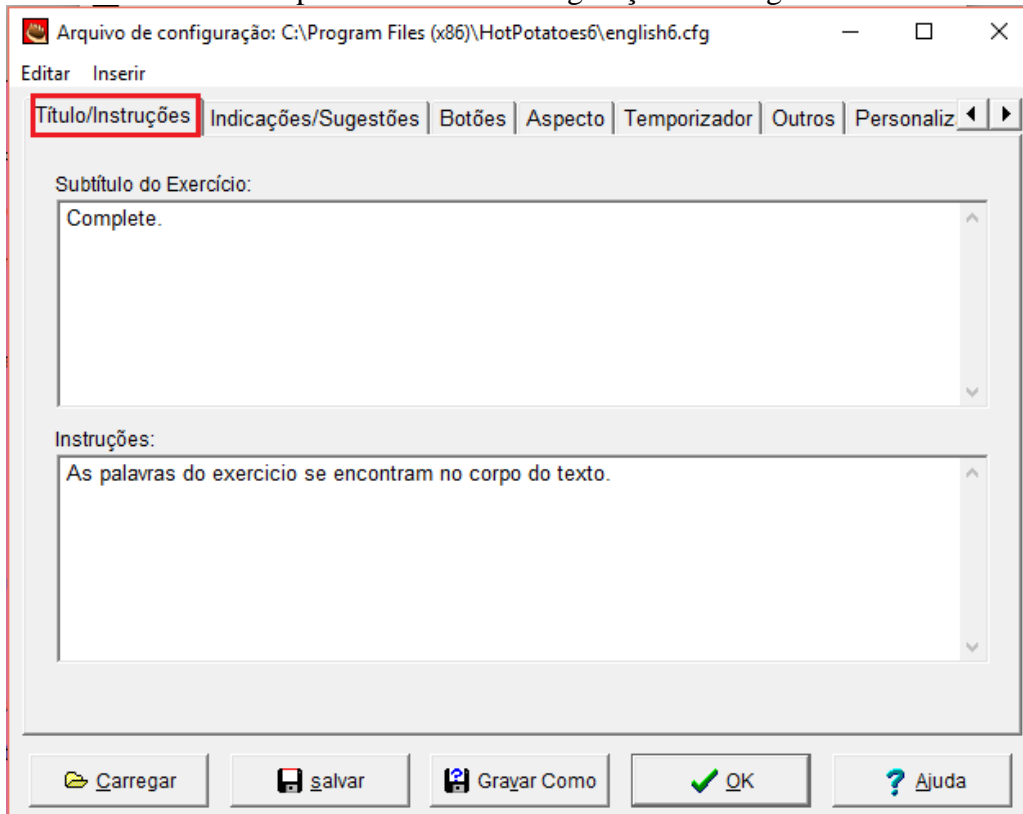 Arquivo de configuração: C:\Program Files (x86)\HotPotatoes6\english6.cfg
Editar Inserir
Título/Instruções Indicações/Sugestões Botões Aspecto Temporizador Outros Personaliz
Subtítulo do Exercício:
Complete.
Instruções:
As palavras do exercicio se encontram no corpo do texto.
Carregar salvar Gravar Como OK Ajuda